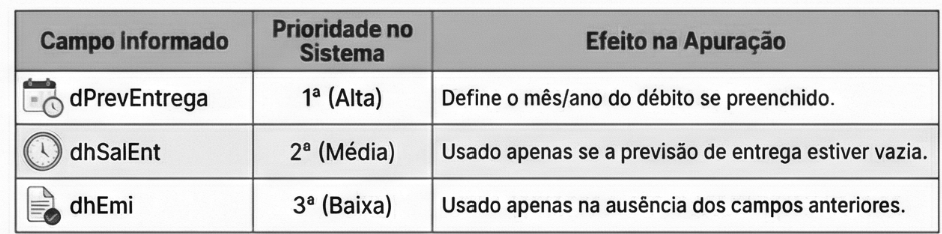 Campo Informado
Prioridade no
Sistema
Efeito na Apuração
dPrevEntrega
1ª (Alta)
Define o mês/ano do débito se preenchido.
dhSalEnt
2ª (Média)
Usado apenas se a previsão de entrega estiver vazia.
dhEmi
3ª (Baixa)
Usado apenas na ausência dos campos anteriores.